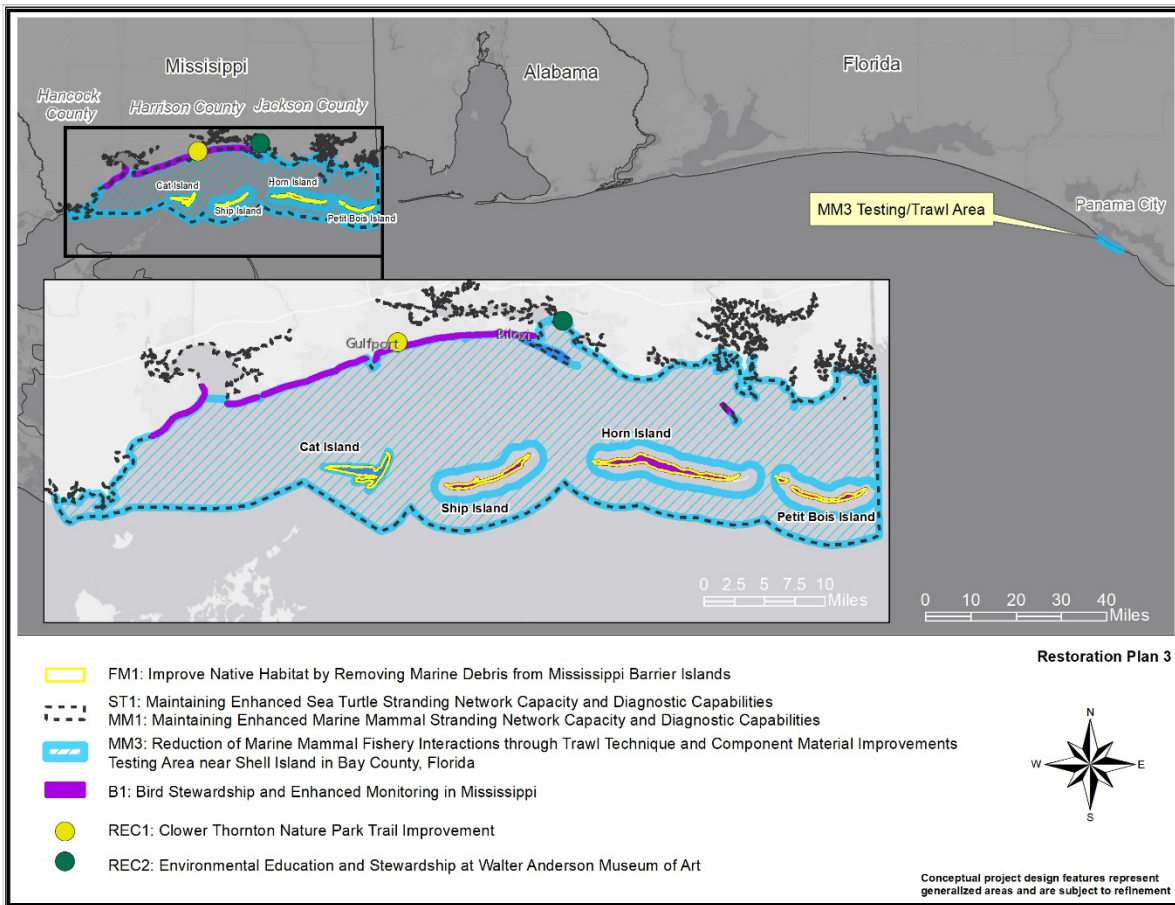 Missisippi
Alabama
Florida
Hancock
County
Harrison County
Jackson County
Cat Island
Ship Island
Horn Island
Petit Bois Island
MM3 Testing/Trawl Area
Panama City
Gulfport
Biloxi
Cat Island
Ship Island
Horn Island
Petit Bois Island
0 2.5 5 7.5 10
Miles
0 10 20 30 40
Miles
Restoration Plan 3
FM1: Improve Native Habitat by Removing Marine Debris from Mississippi Barrier Islands
ST1: Maintaining Enhanced Sea Turtle Stranding Network Capacity and Diagnostic Capabilities
MM1: Maintaining Enhanced Marine Mammal Stranding Network Capacity and Diagnostic Capabilities
MM3: Reduction of Marine Mammal Fishery Interactions through Trawl Technique and Component Material Improvements
Testing Area near Shell Island in Bay County, Florida
B1: Bird Stewardship and Enhanced Monitoring in Mississippi
REC1: Clower Thornton Nature Park Trail Improvement
REC2: Environmental Education and Stewardship at Walter Anderson Museum of Art
N
W E
S
Conceptual project design features represent
generalized areas and are subject to refinement